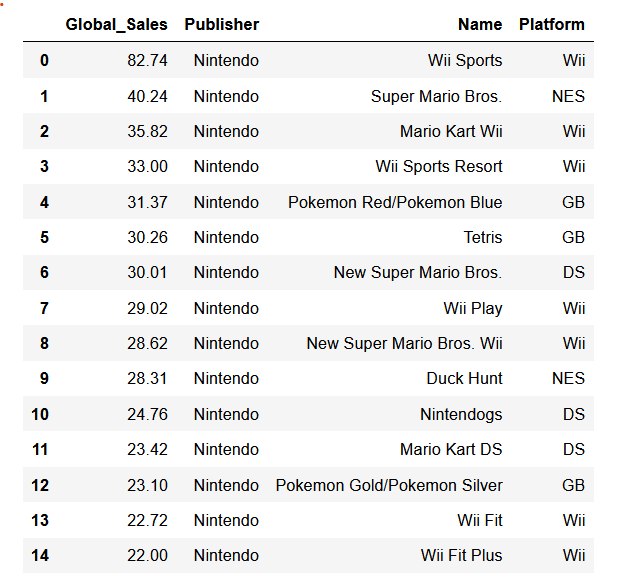 Global_Sales Publisher Name Platform
0 82.74 Nintendo Wii Sports Wii
1 40.24 Nintendo Super Mario Bros. NES
2 35.82 Nintendo Mario Kart Wii Wii
3 33.00 Nintendo Wii Sports Resort Wii
4 31.37 Nintendo Pokemon Red/Pokemon Blue GB
5 30.26 Nintendo Tetris GB
6 30.01 Nintendo New Super Mario Bros. DS
7 29.02 Nintendo Wii Play Wii
8 28.62 Nintendo New Super Mario Bros. Wii Wii
9 28.31 Nintendo Duck Hunt NES
10 24.76 Nintendo Nintendogs DS
11 23.42 Nintendo Mario Kart DS DS
12 23.10 Nintendo Pokemon Gold/Pokemon Silver GB
13 22.72 Nintendo Wii Fit Wii
14 22.00 Nintendo Wii Fit Plus Wii